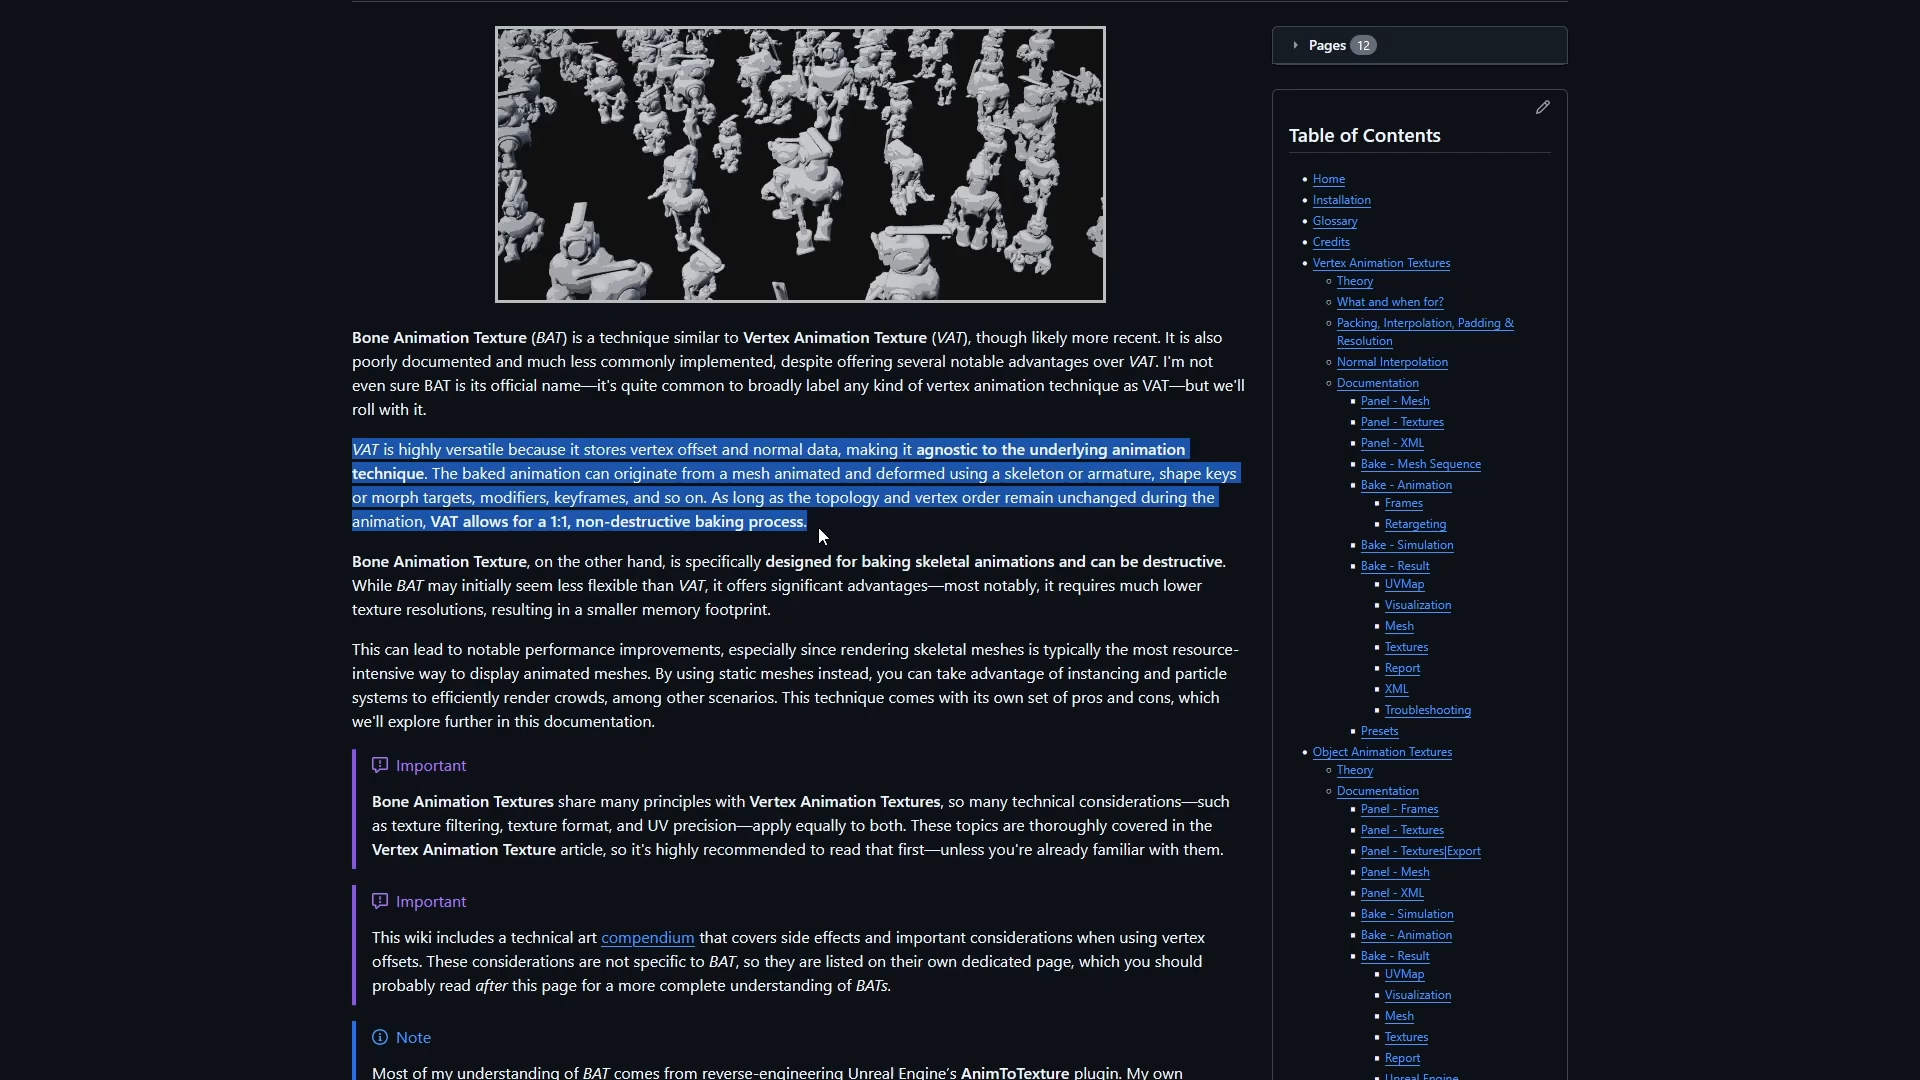 Bone Animation Texture (BAT) is a technique similar to Vertex Animation Texture (VAT), though likely more recent. It is also
poorly documented and much less commonly implemented, despite offering several notable advantages over VAT. I'm not
even sure BAT is its official name—it's quite common to broadly label any kind of vertex animation technique as VAT—but we'll
roll with it.
VAT is highly versatile because it stores vertex offset and normal data, making it agnostic to the underlying animation
technique. The baked animation can originate from a mesh animated and deformed using a skeleton or armature, shape keys
or morph targets, modifiers, keyframes, and so on. As long as the topology and vertex order remain unchanged during the
animation, VAT allows for a 1:1, non-destructive baking process.
Bone Animation Texture, on the other hand, is specifically designed for baking skeletal animations and can be destructive.
While BAT may initially seem less flexible than VAT, it offers significant advantages—most notably, it requires much lower
texture resolutions, resulting in a smaller memory footprint.
This can lead to notable performance improvements, especially since rendering skeletal meshes is typically the most resource-
intensive way to display animated meshes. By using static meshes instead, you can take advantage of instancing and particle
systems to efficiently render crowds, among other scenarios. This technique comes with its own set of pros and cons, which
we'll explore further in this documentation.
Important
Bone Animation Textures share many principles with Vertex Animation Textures, so many technical considerations—such
as texture filtering, texture format, and UV precision—apply equally to both. These topics are thoroughly covered in the
Vertex Animation Texture article, so it's highly recommended to read that first—unless you're already familiar with them.
Important
This wiki includes a technical art compendium that covers side effects and important considerations when using vertex
offsets. These considerations are not specific to BAT, so they are listed on their own dedicated page, which you should
probably read after this page for a more complete understanding of BATs.
Note
Most of my understanding of BAT comes from reverse-engineering Unreal Engine's AnimToTexture plugin. My own
Pages 12
Table of Contents
Home
Installation
Glossary
Credits
Vertex Animation Textures
Theory
What and when for?
Packing, Interpolation, Padding &
Resolution
Normal Interpolation
Documentation
Panel - Mesh
Panel - Textures
Panel - XML
Bake - Mesh Sequence
Bake - Animation
Frames
Retargeting
Bake - Simulation
Bake - Result
UVMap
Visualization
Mesh
Textures
Report
XML
Troubleshooting
Presets
Object Animation Textures
Theory
Documentation
Panel - Frames
Panel - Textures
Panel - Textures|Export
Panel - Mesh
Panel - XML
Bake - Simulation
Bake - Animation
Bake - Result
UVMap
Visualization
Mesh
Textures
Report
Unreal Engine